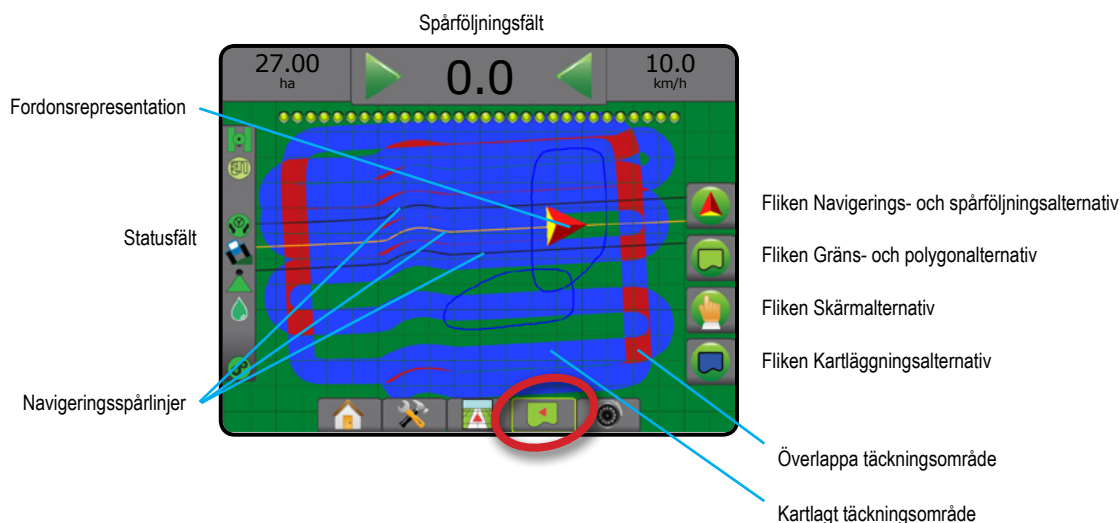 Spårföljningsfält
27.00
ha
0.0
10.0
km/h
Fordonsrepresentation
Statusfält
Navigeringsspårlinjer
Fliken Navigerings- och spårföljningsalternativ
Fliken Gräns- och polygonalternativ
Fliken Skärmalternativ
Fliken Kartläggningsalternativ
Överlappa täckningsområde
Kartlagt täckningsområde